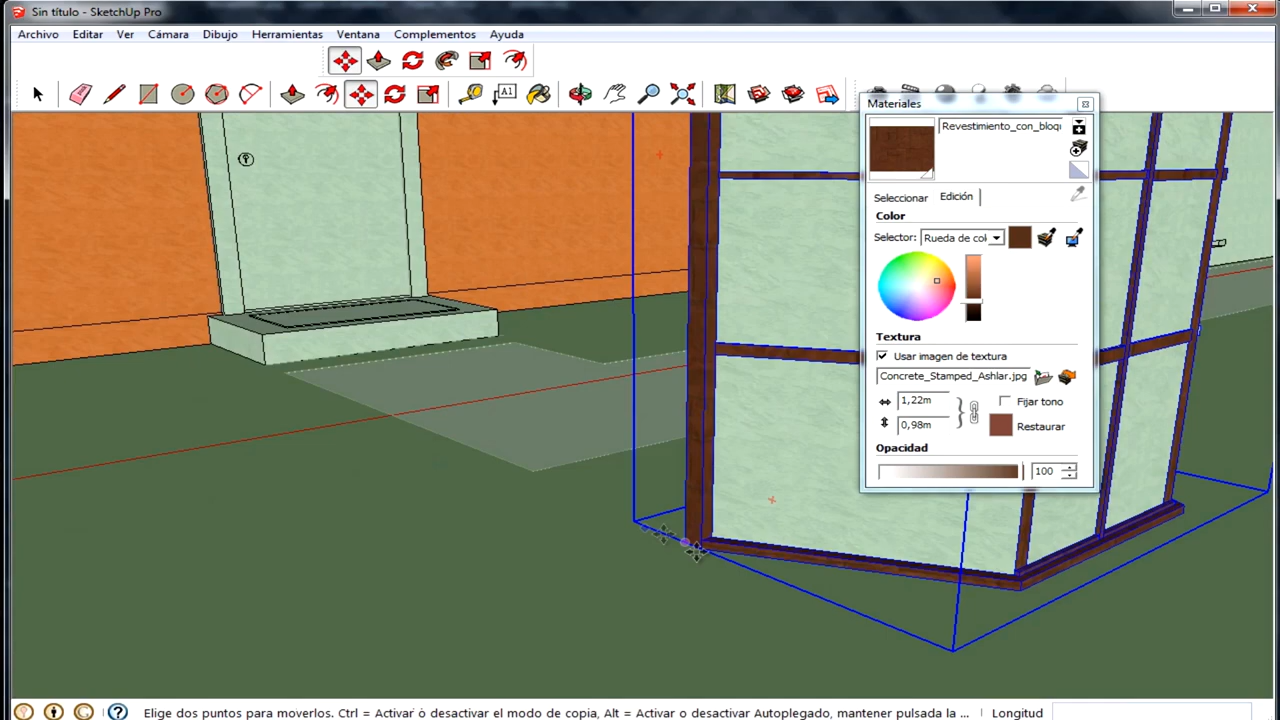 Sin título - SketchUp Pro
Archivo Editar Ver Cámara Dibujo Herramientas Ventana Complementos Ayuda
A1
Materiales
Revestimiento_con_bloqu
Seleccionar Edición
Color
Selector: Rueda de col
Textura
Usar imagen de textura
Concrete_Stamped_Ashlar.jpg
1,22m Fijar tono
0,98m Restaurar
Opacidad
100
Elige dos puntos para moverlos. Ctrl = Activar o desactivar el modo de copia, Alt = Activar o desactivar Autoplegado, mantener pulsada la ... Longitud